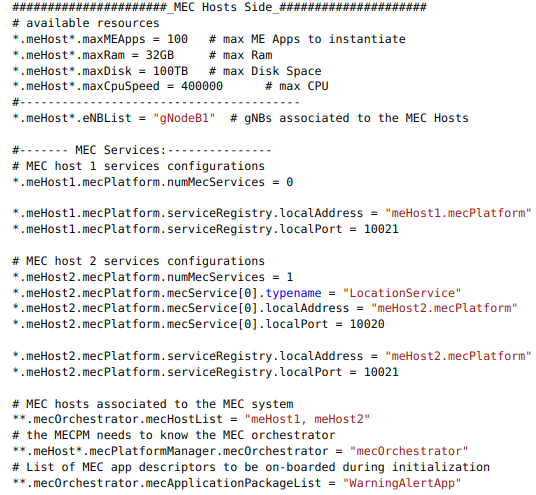 ######################_MEC Hosts Side_#####################
# available resources
*.meHost*.maxMEApps = 100   # max ME Apps to instantiate
*.meHost*.maxRam = 32GB     # max Ram
*.meHost*.maxDisk = 100TB   # max Disk Space
*.meHost*.maxCpuSpeed = 400000      # max CPU
#----------------------------------------
*.meHost*.eNBList = "gNodeB1"  # gNBs associated to the MEC Hosts
#------- MEC Services:---------------
# MEC host 1 services configurations
*.meHost1.mecPlatform.numMecServices = 0
*.meHost1.mecPlatform.serviceRegistry.localAddress = "meHost1.mecPlatform"
*.meHost1.mecPlatform.serviceRegistry.localPort = 10021
# MEC host 2 services configurations
*.meHost2.mecPlatform.numMecServices = 1
*.meHost2.mecPlatform.mecService[0].typename = "LocationService"
*.meHost2.mecPlatform.mecService[0].localAddress = "meHost2.mecPlatform"
*.meHost2.mecPlatform.mecService[0].localPort = 10020
*.meHost2.mecPlatform.serviceRegistry.localAddress = "meHost2.mecPlatform"
*.meHost2.mecPlatform.serviceRegistry.localPort = 10021
# MEC hosts associated to the MEC system
**.mecOrchestrator.mecHostList = "meHost1, meHost2"
# the MECPM needs to know the MEC orchestrator
**.meHost*.mecPlatformManager.mecOrchestrator = "mecOrchestrator"
# List of MEC app descriptors to be on-boarded during initialization
**.mecOrchestrator.mecApplicationPackageList = "WarningAlertApp"